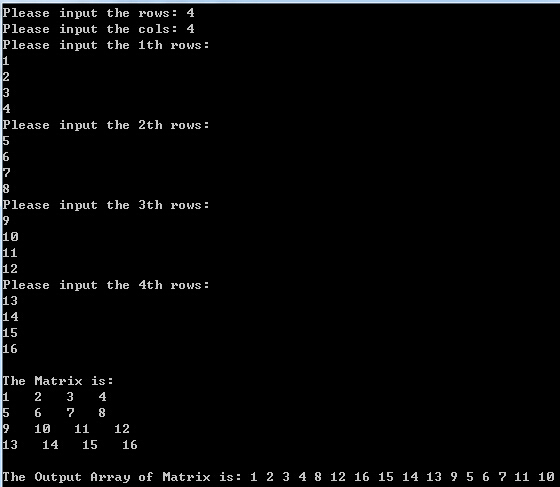 Please input the rows: 4
Please input the cols: 4
Please input the 1th rows:
1
2
3
4
Please input the 2th rows:
5
6
7
8
Please input the 3th rows:
9
10
11
12
Please input the 4th rows:
13
14
15
16
The Matrix is:
1 2 3 4
5 6 7 8
9 10 11 12
13 14 15 16
The Output Array of Matrix is: 1 2 3 4 8 12 16 15 14 13 9 5 6 7 11 10